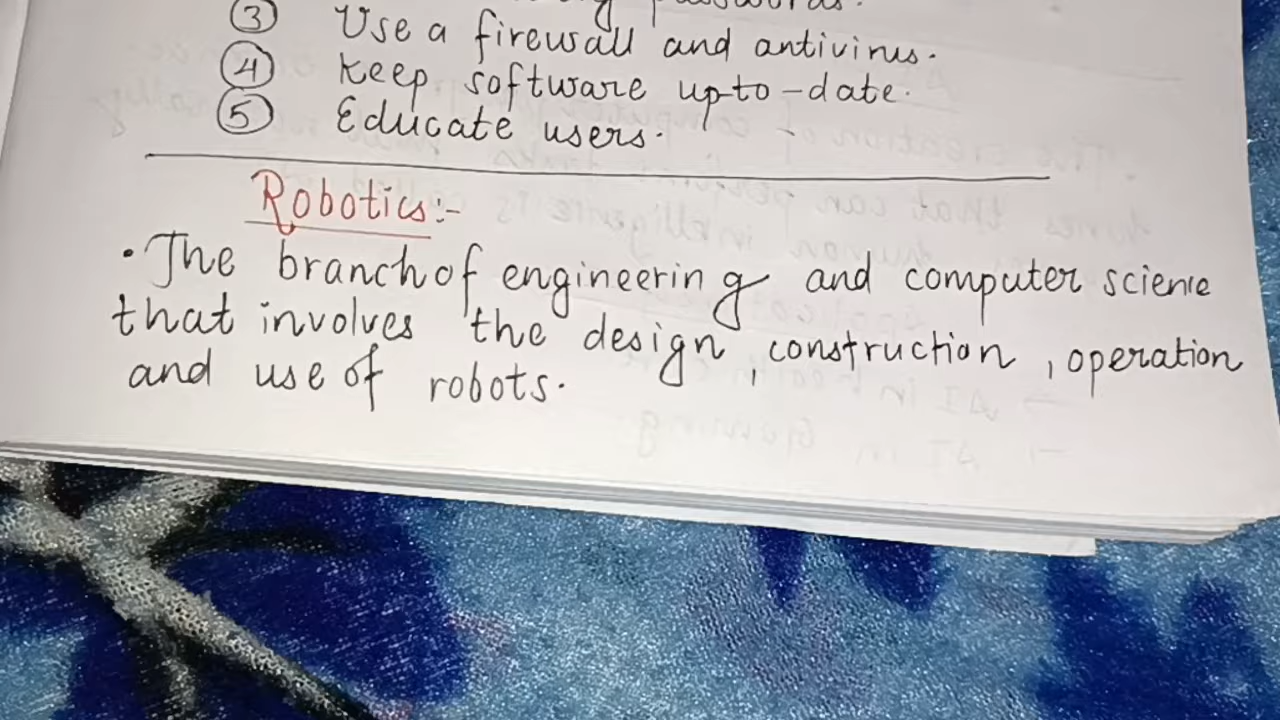 ③ Use a firewall and antivirus.
④ Keep software up-to-date.
⑤ Educate users.
Robotics:-
• The branch of engineering and computer science
that involves the design, construction, operation
and use of robots.